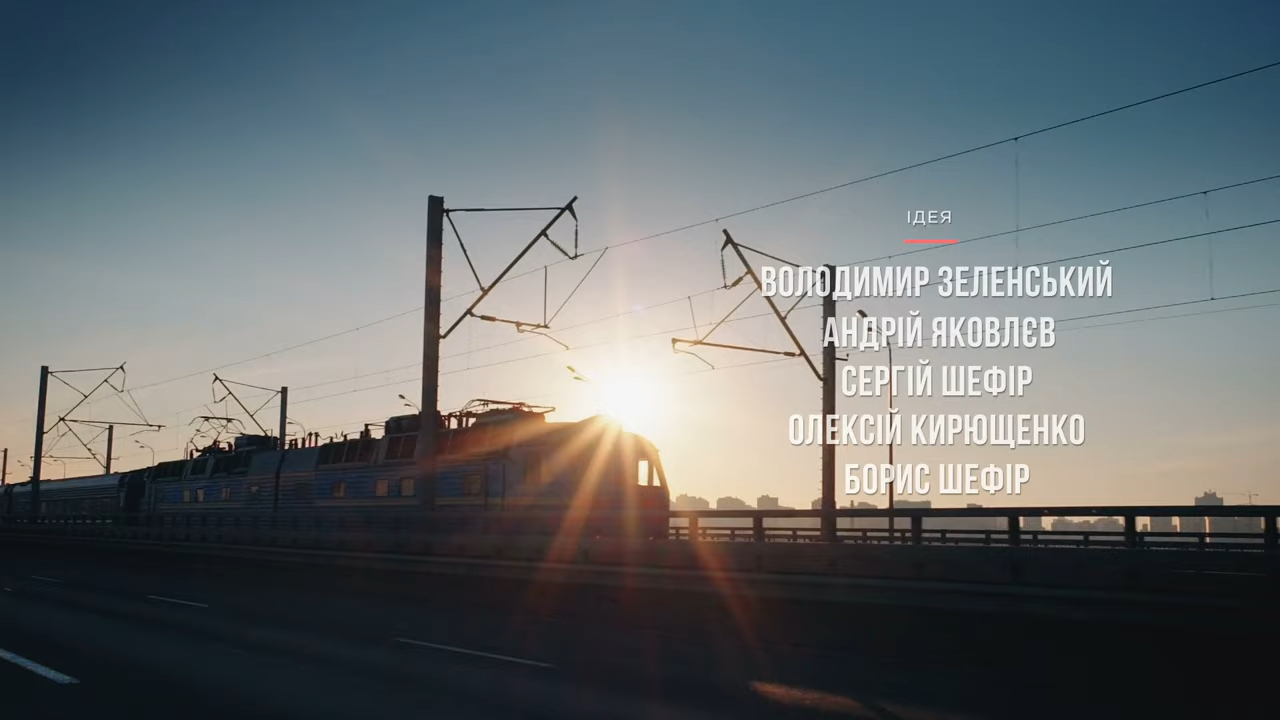 ІДЕЯ
ВОЛОДИМИР ЗЕЛЕНСЬКИЙ
АНДРІЙ ЯКОВЛЄВ
СЕРГІЙ ШЕФІР
ОЛЕКСІЙ КИРЮЩЕНКО
БОРИС ШЕФІР